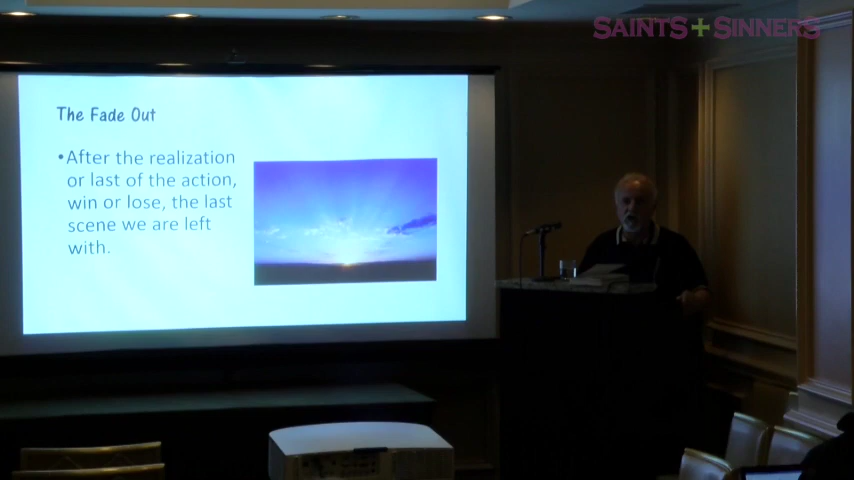 SAINTS+SINNERS
The Fade Out
•After the realization
or last of the action,
win or lose, the last
scene we are left
with.